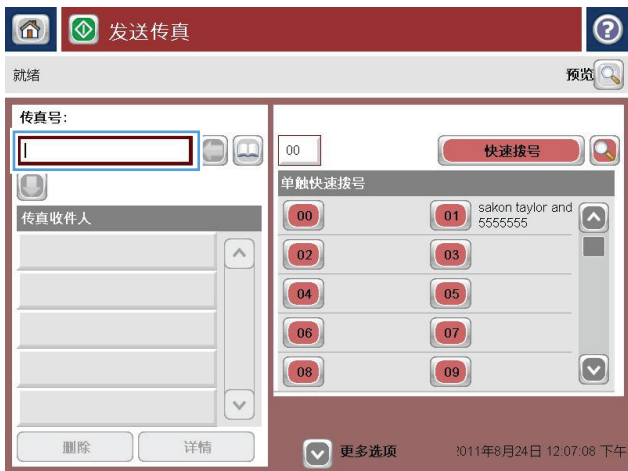 发送传真
就绪
预览
传真号:
00
快速拨号
单触快速拨号
传真收件人
00
01
sakon taylor and
5555555
02
03
04
05
06
07
08
09
删除
详情
更多选项
2011年8月24日 12:07:08 下午